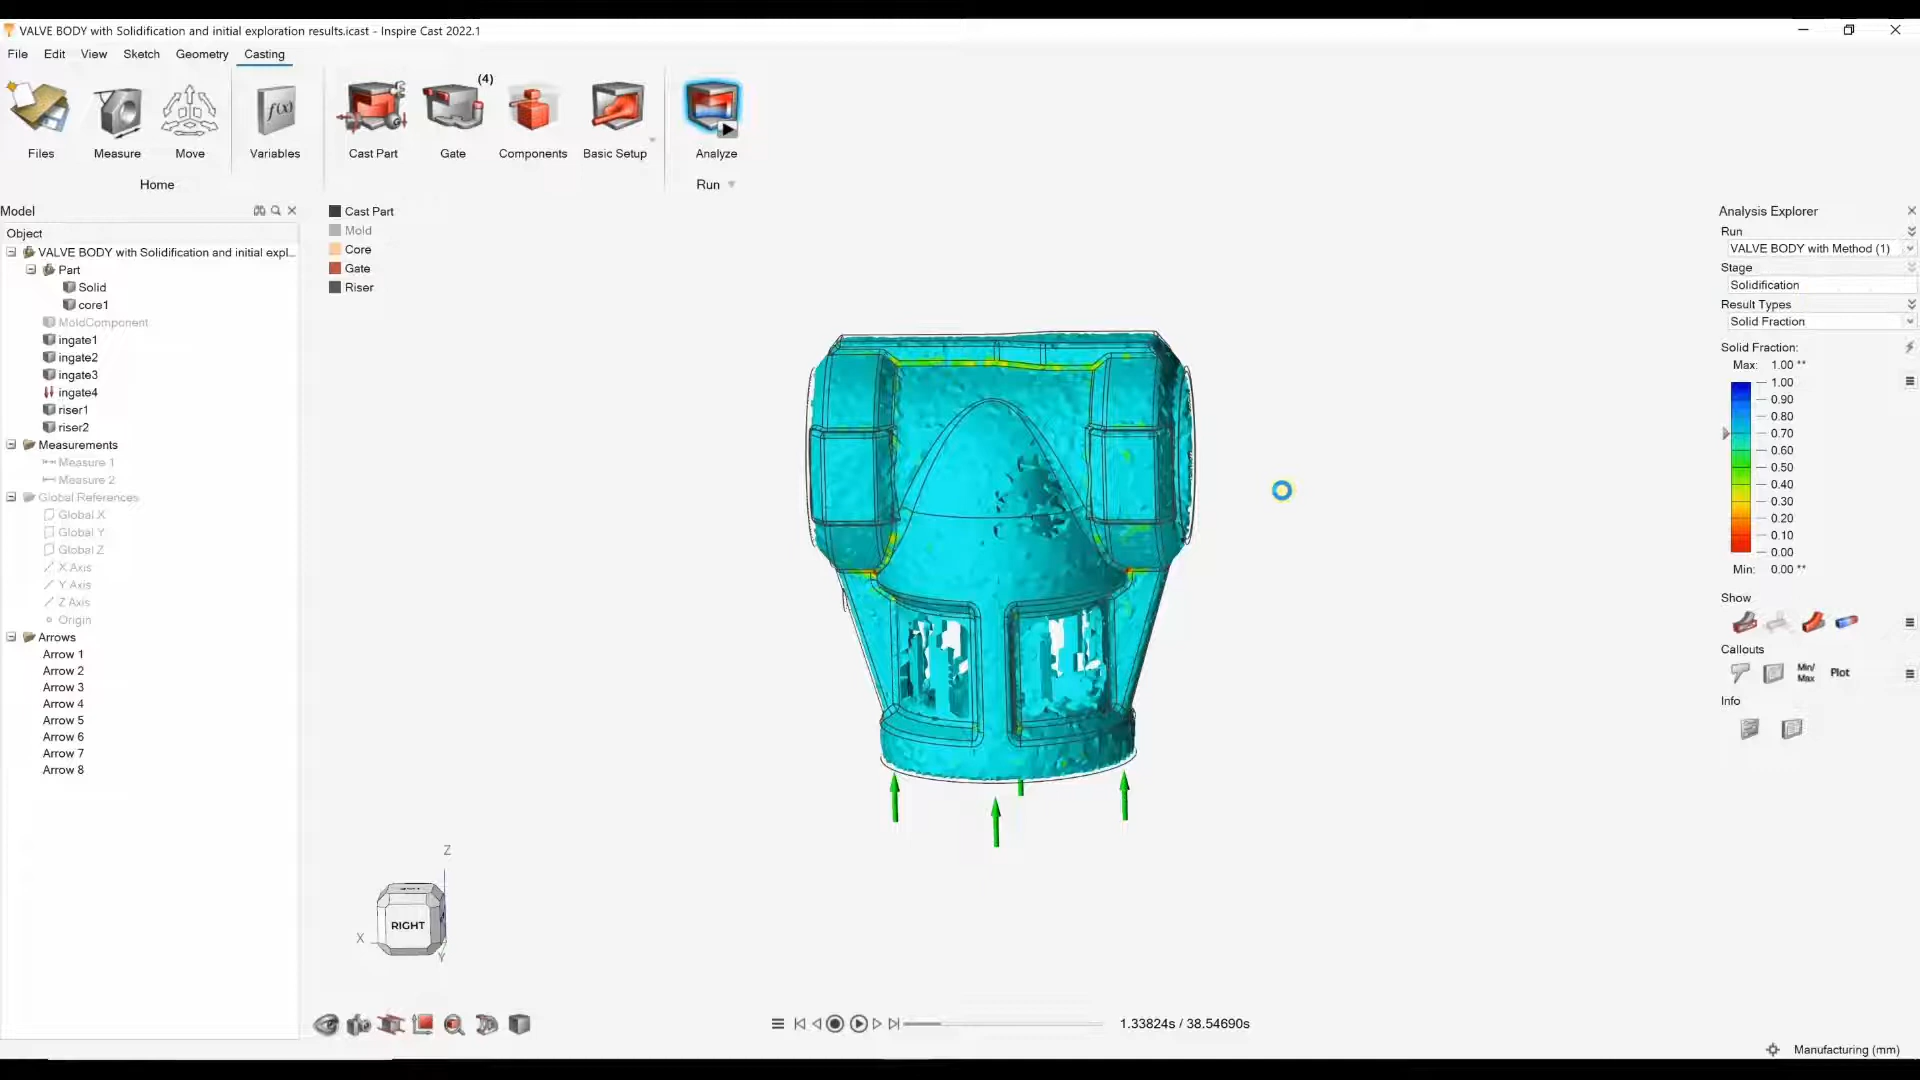 VALVE BODY with Solidification and initial exploration results.icast - Inspire Cast 2022.1
File Edit View Sketch Geometry Casting
(4)
f(x)
Files Measure Move Variables Cast Part Gate Components Basic Setup Analyze
Home Run
Model
Object
VALVE BODY with Solidification and initial expl...
Part
Solid
core1
MoldComponent
ingate1
ingate2
ingate3
ingate4
riser1
riser2
Measurements
Measure 1
Measure 2
Global References
Global X
Global Y
Global Z
X Axis
Y Axis
Z Axis
Origin
Arrows
Arrow 1
Arrow 2
Arrow 3
Arrow 4
Arrow 5
Arrow 6
Arrow 7
Arrow 8
Cast Part
Mold
Core
Gate
Riser
Z
RIGHT
X
Y
1.33824s / 38.54690s
Analysis Explorer
Run
VALVE BODY with Method (1)
Stage
Solidification
Result Types
Solid Fraction
Solid Fraction:
Max: 1.00 **
1.00
0.90
0.80
0.70
0.60
0.50
0.40
0.30
0.20
0.10
0.00
Min: 0.00 **
Show
Callouts
Min/
Max
Plot
Info
Manufacturing (mm)